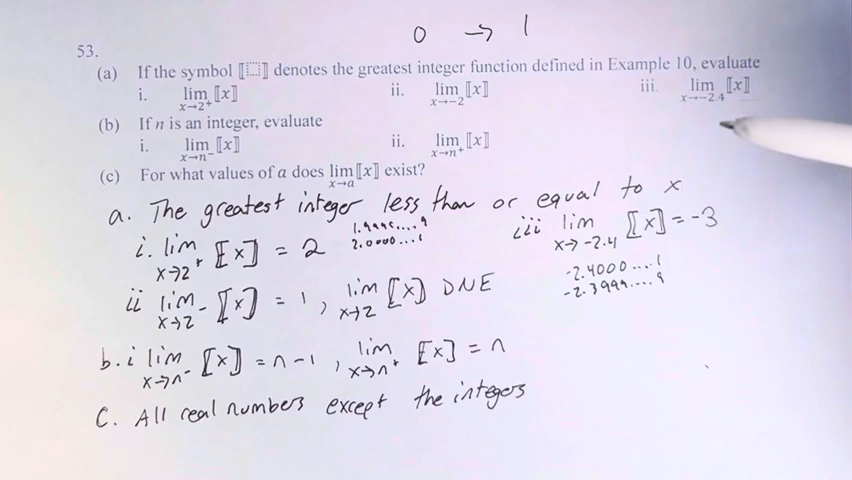 0 → 1
53.
(a) If the symbol ⟦⬚⟧ denotes the greatest integer function defined in Example 10, evaluate
i. lim x→2⁺ ⟦x⟧ ii. lim x→−2 ⟦x⟧ iii. lim x→−2.4 ⟦x⟧
(b) If n is an integer, evaluate
i. lim x→n⁻ ⟦x⟧ ii. lim x→n⁺ ⟦x⟧
(c) For what values of a does lim x→a ⟦x⟧ exist?
a. The greatest integer less than or equal to x
i. lim x→2⁺ ⟦x⟧ = 2
1.999....9
2.0000...1
iii lim x→-2.4 ⟦x⟧ = -3
-2.4000....1
-2.3999....9
ii lim x→2⁻ ⟦x⟧ = 1, lim x→2 ⟦x⟧ DNE
b. i lim x→n⁻ ⟦x⟧ = n-1, lim x→n⁺ ⟦x⟧ = n
C. All real numbers except the integers